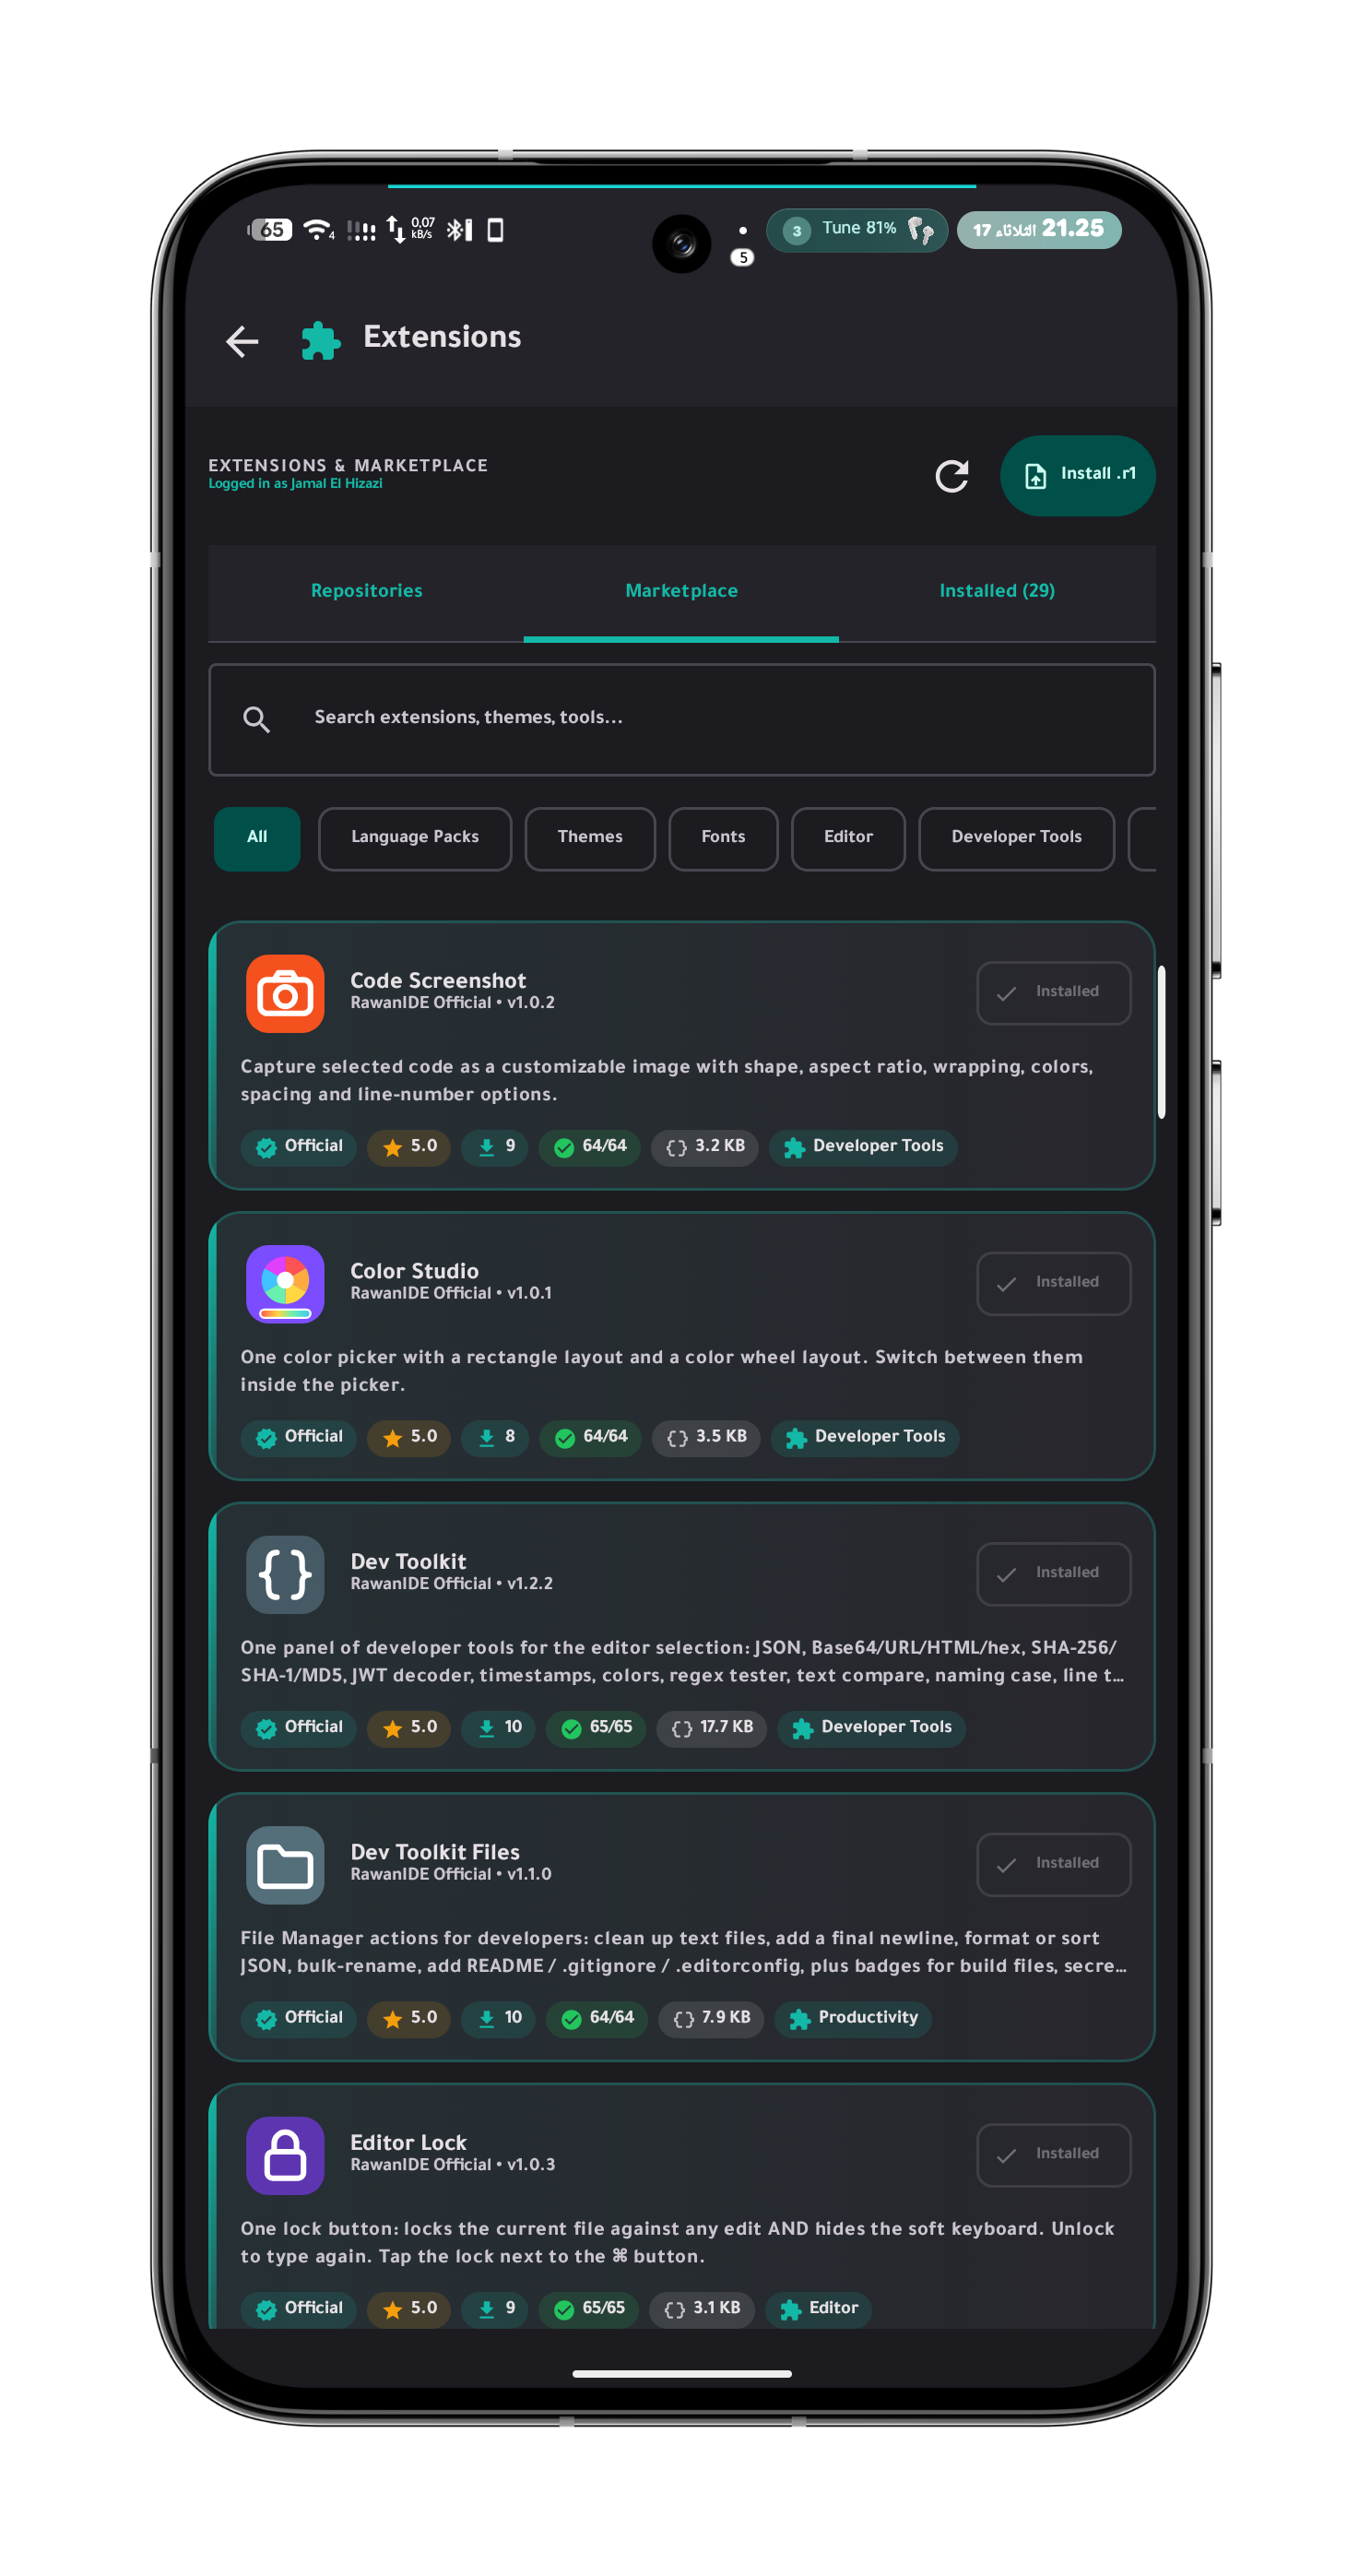 65
4
0,07
kB/s
5
3
Tune 81%
17 الثلاثاء 21.25
Extensions
EXTENSIONS & MARKETPLACE
Logged in as Jamal El Hizazi
Install .r1
Repositories
Marketplace
Installed (29)
Search extensions, themes, tools...
All
Language Packs
Themes
Fonts
Editor
Developer Tools
Code Screenshot
RawanIDE Official • v1.0.2
Installed
Capture selected code as a customizable image with shape, aspect ratio, wrapping, colors,
spacing and line-number options.
Official
5.0
9
64/64
3.2 KB
Developer Tools
Color Studio
RawanIDE Official • v1.0.1
Installed
One color picker with a rectangle layout and a color wheel layout. Switch between them
inside the picker.
Official
5.0
8
64/64
3.5 KB
Developer Tools
Dev Toolkit
RawanIDE Official • v1.2.2
Installed
One panel of developer tools for the editor selection: JSON, Base64/URL/HTML/hex, SHA-256/
SHA-1/MD5, JWT decoder, timestamps, colors, regex tester, text compare, naming case, line t…
Official
5.0
10
65/65
17.7 KB
Developer Tools
Dev Toolkit Files
RawanIDE Official • v1.1.0
Installed
File Manager actions for developers: clean up text files, add a final newline, format or sort
JSON, bulk-rename, add README / .gitignore / .editorconfig, plus badges for build files, secre…
Official
5.0
10
64/64
7.9 KB
Productivity
Editor Lock
RawanIDE Official • v1.0.3
Installed
One lock button: locks the current file against any edit AND hides the soft keyboard. Unlock
to type again. Tap the lock next to the ⌘ button.
Official
5.0
9
65/65
3.1 KB
Editor